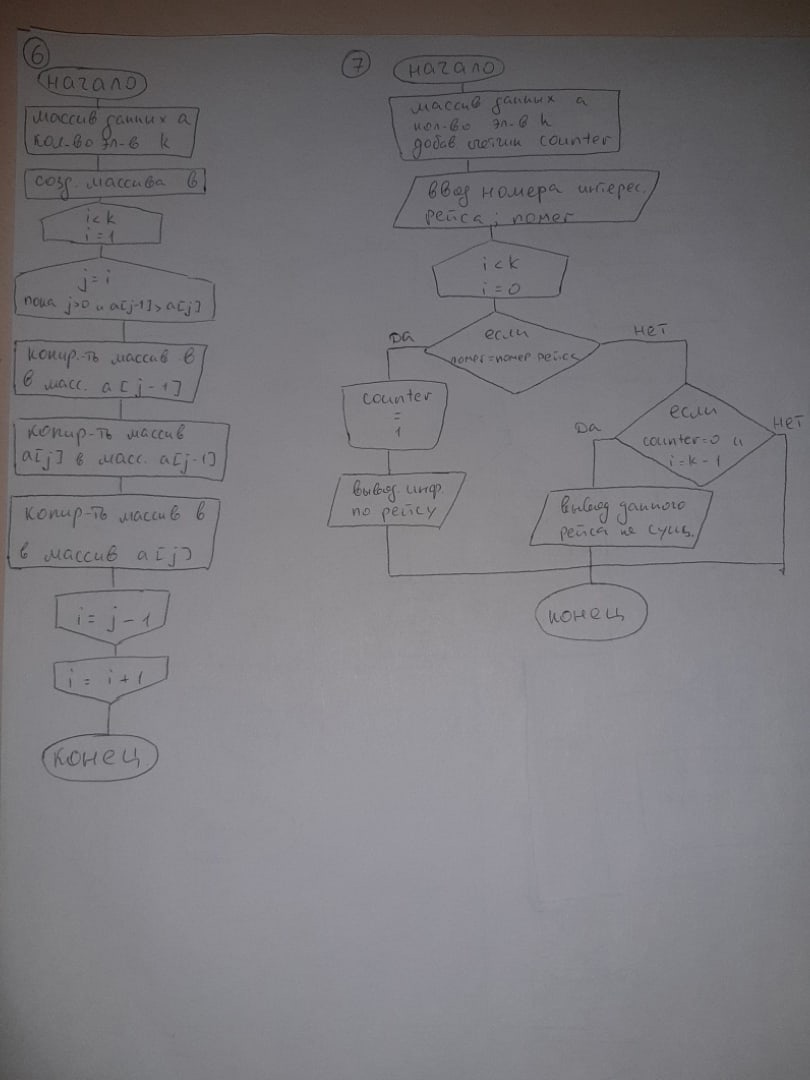 6
начало
массив данных а
кол-во эл-в k
созд. массива в
i<k
i=1
j=i
пока j>0 и a[j-1]>a[j]
копир-ть массив в
в масс. a[j-1]
копир-ть массив
a[j] в масс. a[j-1]
копир-ть массив в
в массив a[j]
i = j-1
i = i+1
конец
7
начало
массив данных а
кол-во эл-в k
добав счётчик counter
ввод номера интерес.
рейса; nomer
i<k
i=0
если
nomer=номер рейса
да
нет
counter
=
1
вывод. инф.
по рейсу
если
counter=0 и
i=k-1
да
нет
вывод данного
рейса не сущ.
конец